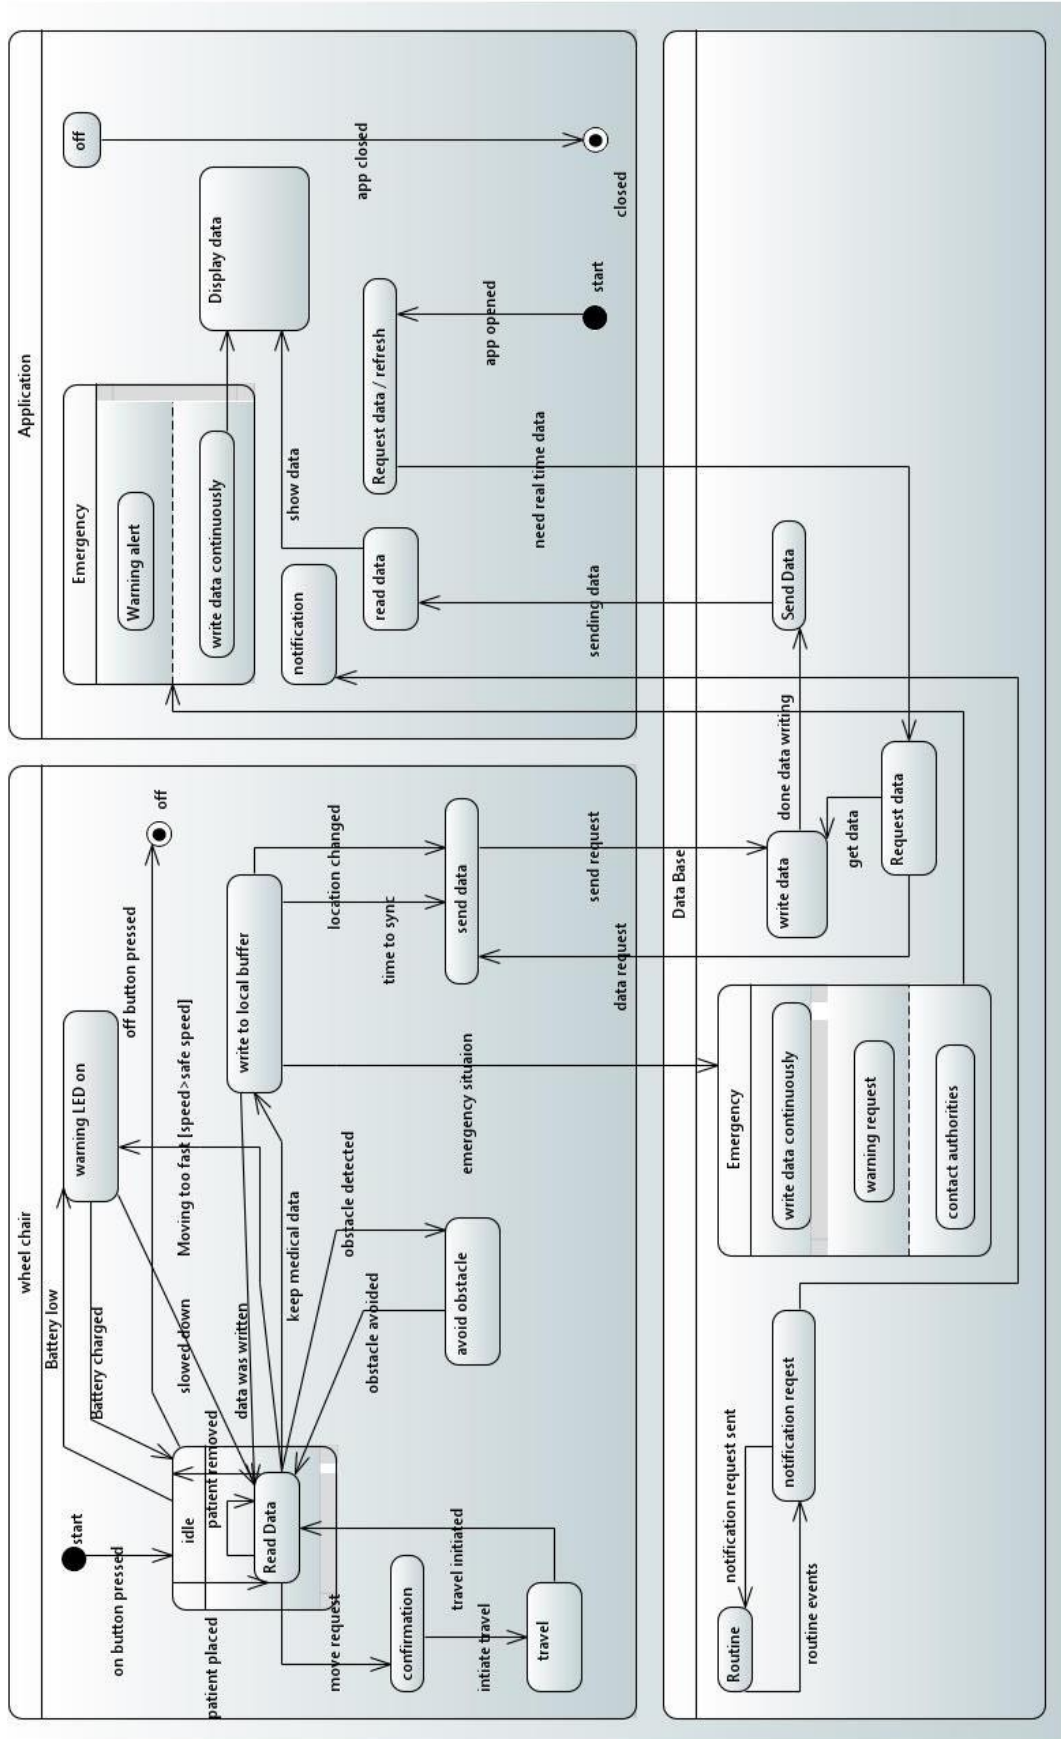 wheel chair
start
on button pressed
idle
Read Data
patient placed
patient removed
Battery low
Battery charged
warning LED on
slowed down
Moving too fast [speed>safe speed]
off button pressed
off
data was written
keep medical data
write to local buffer
obstacle detected
obstacle avoided
avoid obstacle
move request
confirmation
intiate travel
travel initiated
travel
location changed
time to sync
send data
emergency situaion
send request
data request
Application
Emergency
Warning alert
write data continuously
Display data
off
app closed
closed
start
app opened
Request data / refresh
need real time data
show data
read data
notification
sending data
Data Base
Routine
routine events
notification request sent
notification reqest
Emergency
write data continuously
warning request
contact authorities
write data
get data
Request data
done data writing
Send Data